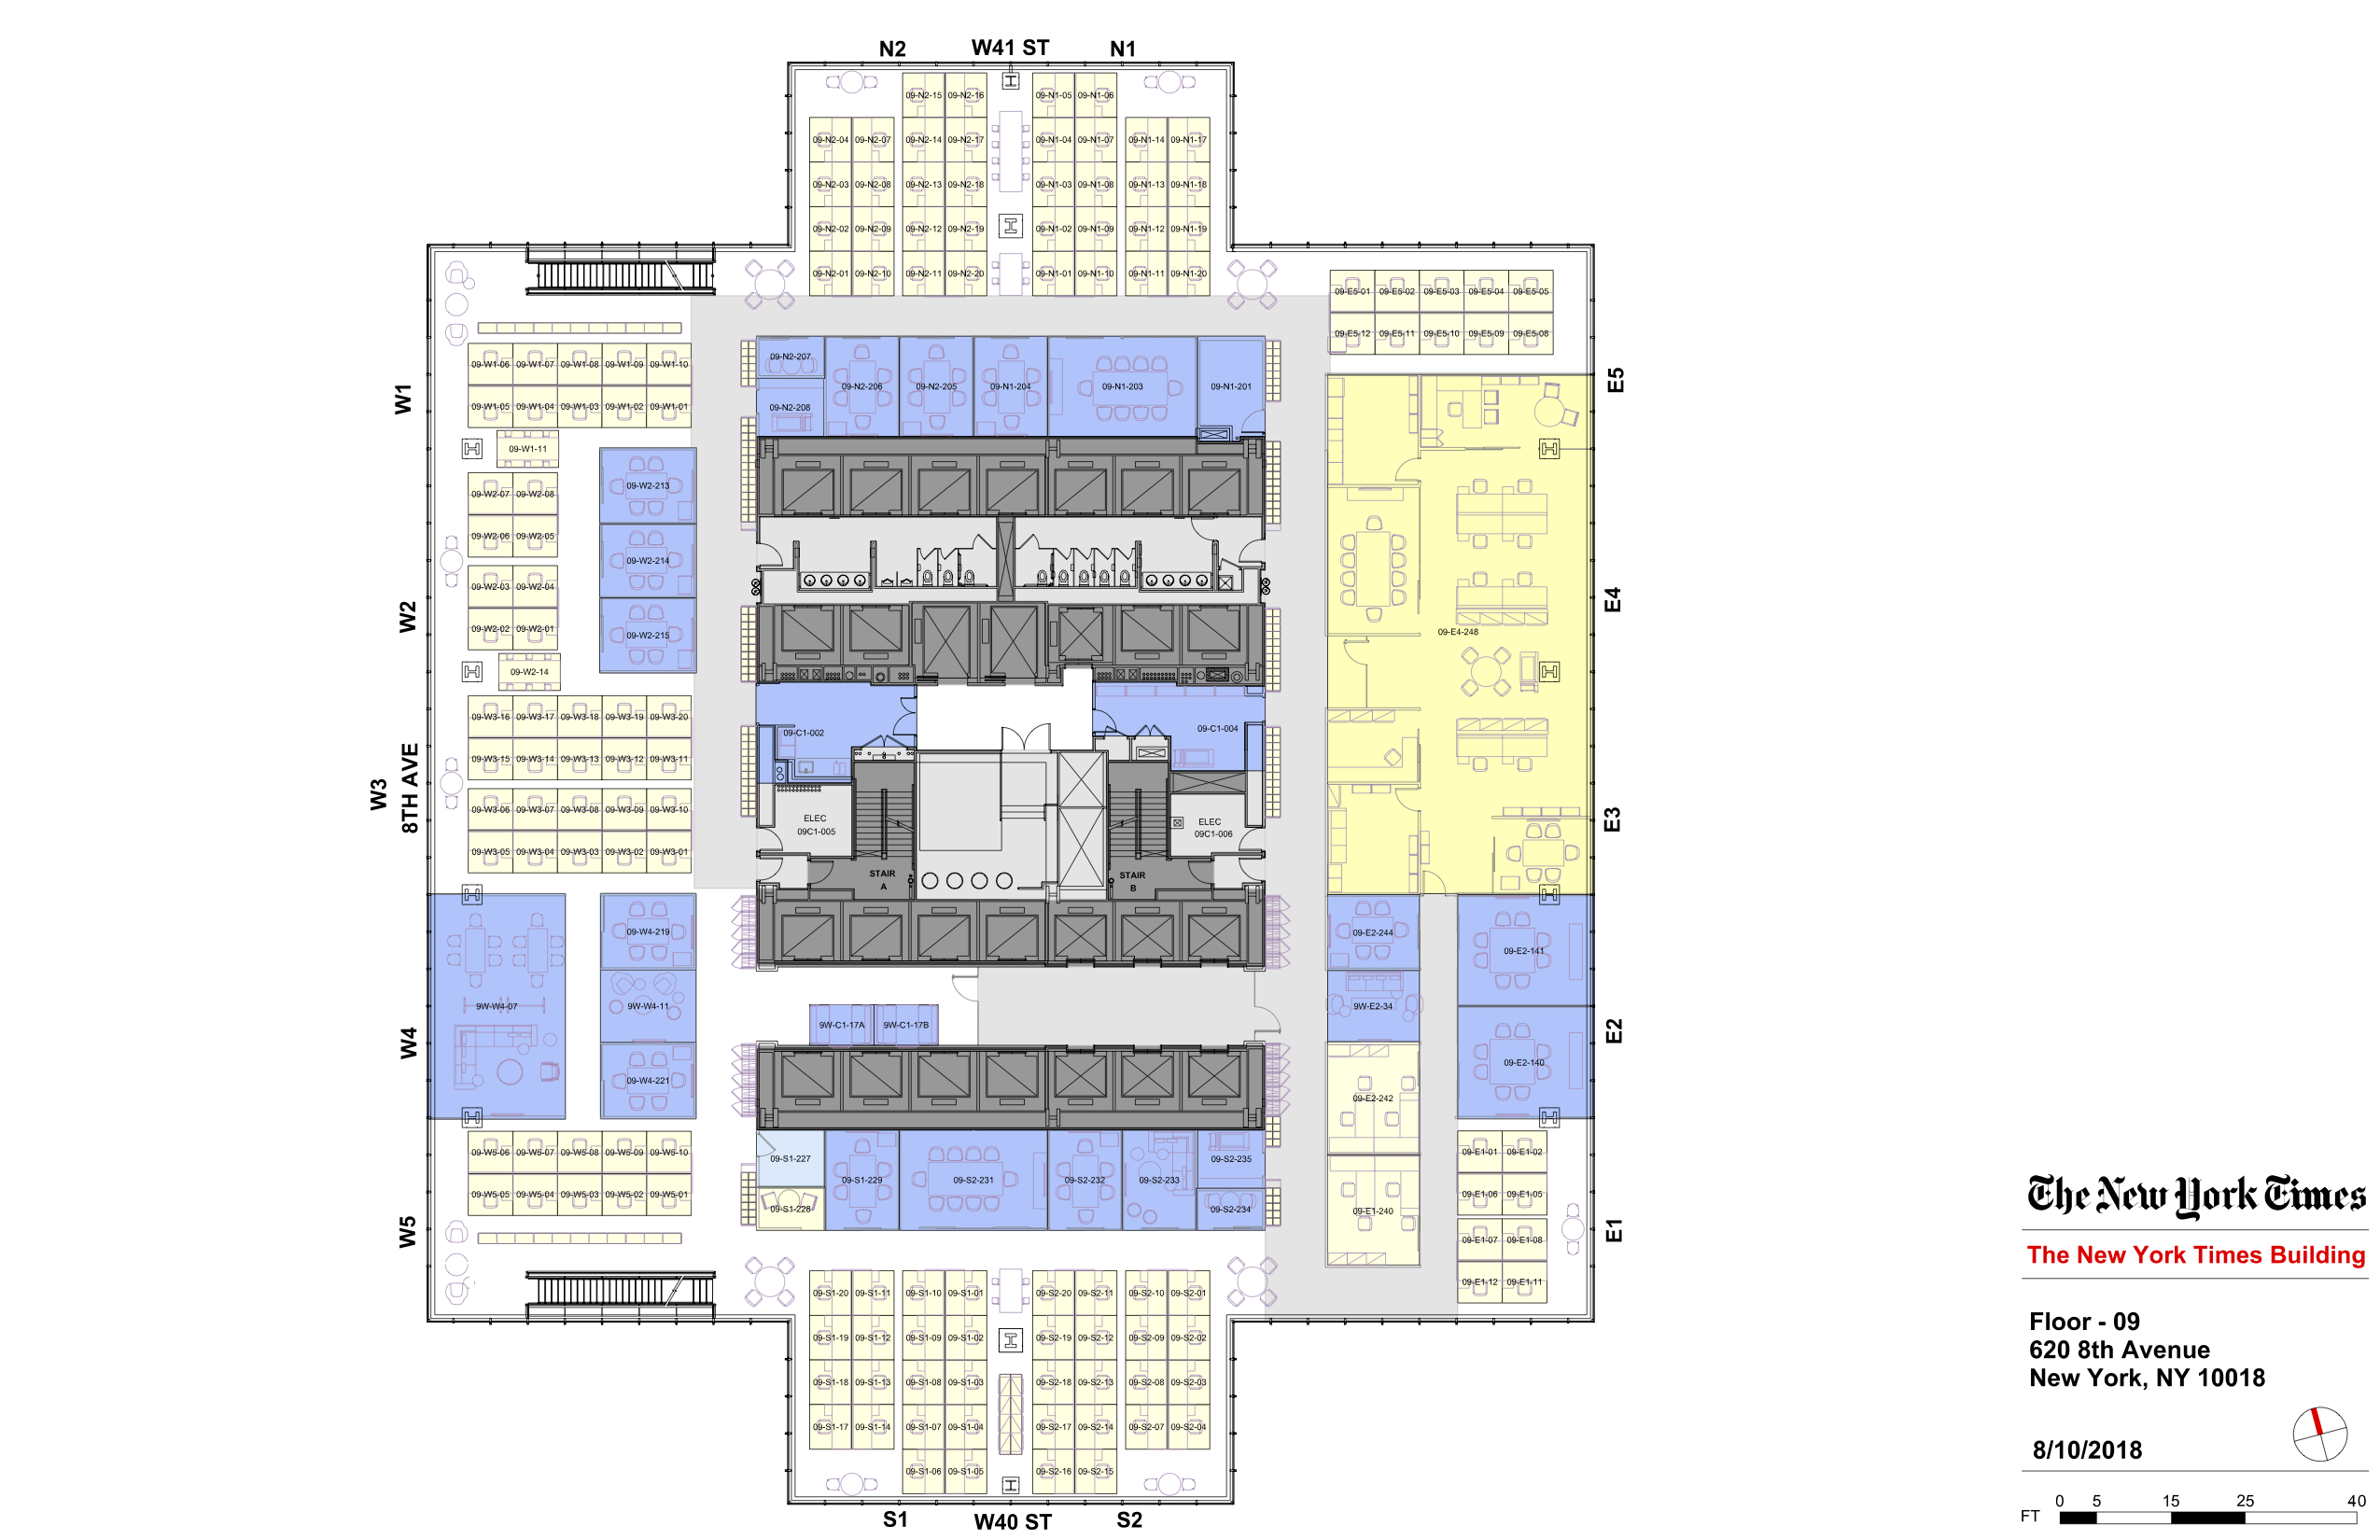 N2 W41 ST N1
09-N2-15 09-N2-16 09-N1-05 09-N1-06
09-N2-04 09-N2-07 09-N2-14 09-N2-17 09-N1-04 09-N1-07 09-N1-14 09-N1-17
09-N2-03 09-N2-08 09-N2-13 09-N2-18 09-N1-03 09-N1-08 09-N1-13 09-N1-18
09-N2-02 09-N2-09 09-N2-12 09-N2-19 09-N1-02 09-N1-09 09-N1-12 09-N1-19
09-N2-01 09-N2-10 09-N2-11 09-N2-20 09-N1-01 09-N1-10 09-N1-11 09-N1-20
09-E5-01 09-E5-02 09-E5-03 09-E5-04 09-E5-05
09-E5-12 09-E5-11 09-E5-10 09-E5-09 09-E5-08
09-W1-06 09-W1-07 09-W1-08 09-W1-09 09-W1-10
09-W1-05 09-W1-04 09-W1-03 09-W1-02 09-W1-01
09-N2-207
09-N2-208
09-N2-206 09-N2-205 09-N1-204 09-N1-203 09-N1-201
W1
E5
09-W1-11
09-W2-07 09-W2-08
09-W2-06 09-W2-05
09-W2-03 09-W2-04
09-W2-02 09-W2-01
09-W2-14
09-W2-213
09-W2-214
09-W2-215
W2
E4
09-E4-248
09-W3-16 09-W3-17 09-W3-18 09-W3-19 09-W3-20
09-W3-15 09-W3-14 09-W3-13 09-W3-12 09-W3-11
09-W3-06 09-W3-07 09-W3-08 09-W3-09 09-W3-10
09-W3-05 09-W3-04 09-W3-03 09-W3-02 09-W3-01
W3
8TH AVE
E3
09-C1-002
09-C1-004
ELEC
09C1-005
ELEC
09C1-006
STAIR
A
STAIR
B
09-W4-219
9W-W4-07
9W-W4-11
09-W4-221
W4
9W-C1-17A 9W-C1-17B
09-E2-244
9W-E2-34
09-E2-141
09-E2-140
E2
09-E2-242
09-E1-240
09-W5-06 09-W5-07 09-W5-08 09-W5-09 09-W5-10
09-W5-05 09-W5-04 09-W5-03 09-W5-02 09-W5-01
W5
09-S1-227
09-S1-228
09-S1-229 09-S2-231 09-S2-232 09-S2-233
09-S2-235
09-S2-234
09-E1-01 09-E1-02
09-E1-06 09-E1-05
09-E1-07 09-E1-08
09-E1-12 09-E1-11
E1
09-S1-20 09-S1-11 09-S1-10 09-S1-01 09-S2-20 09-S2-11 09-S2-10 09-S2-01
09-S1-19 09-S1-12 09-S1-09 09-S1-02 09-S2-19 09-S2-12 09-S2-09 09-S2-02
09-S1-18 09-S1-13 09-S1-08 09-S1-03 09-S2-18 09-S2-13 09-S2-08 09-S2-03
09-S1-17 09-S1-14 09-S1-07 09-S1-04 09-S2-17 09-S2-14 09-S2-07 09-S2-04
09-S1-06 09-S1-05 09-S2-16 09-S2-15
S1 W40 ST S2
The New York Times
The New York Times Building
Floor - 09
620 8th Avenue
New York, NY 10018
8/10/2018
0 5 15 25 40
FT